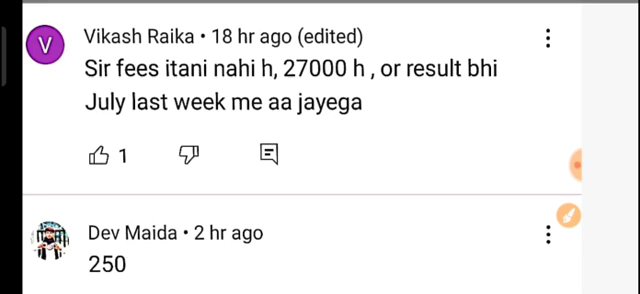 V
Vikash Raika • 18 hr ago (edited)
Sir fees itani nahi h, 27000 h , or result bhi
July last week me aa jayega
1
Dev Maida • 2 hr ago
250